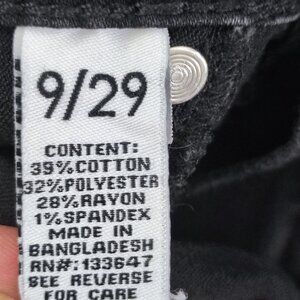 9/29
CONTENT:
39%COTTON
32%POLYESTER
28%RAYON
1%SPANDEX
MADE IN
BANGLADESH
RN#:133647
SEE REVERSE
FOR CARE